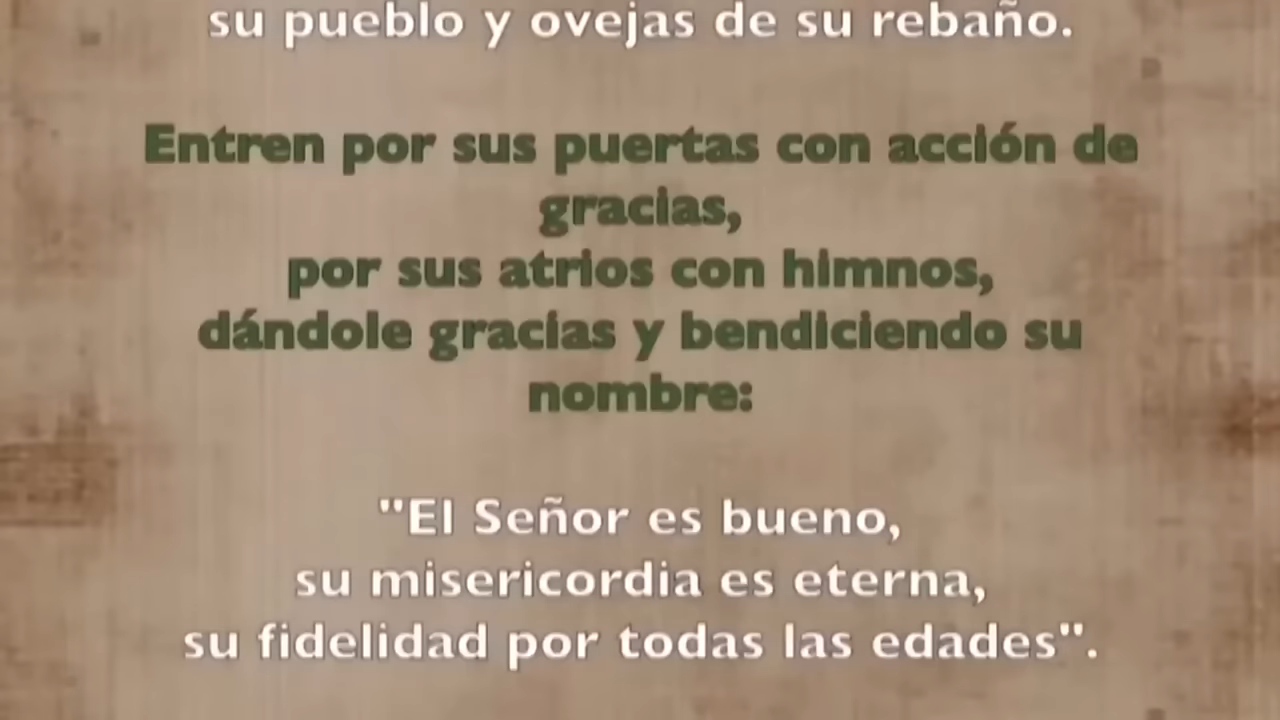 su pueblo y ovejas de su rebaño.
Entren por sus puertas con acción de
gracias,
por sus atrios con himnos,
dándole gracias y bendiciendo su
nombre:
"El Señor es bueno,
su misericordia es eterna,
su fidelidad por todas las edades".